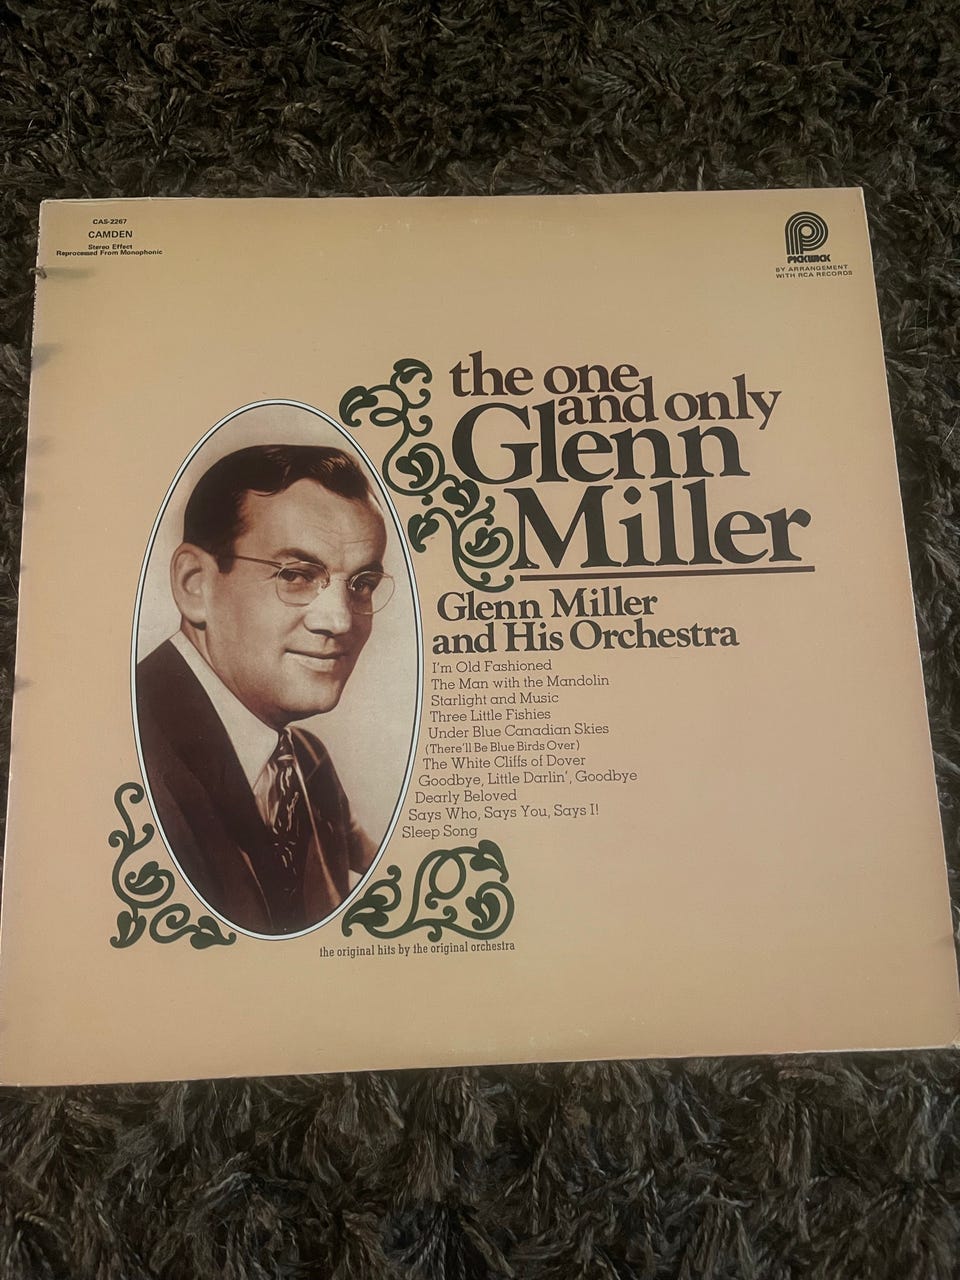 CAS-2267
CAMDEN
Stereo Effect
Reprocessed From Monophonic
PICKWICK
BY ARRANGEMENT
WITH RCA RECORDS
the one
and only
Glenn
Miller
Glenn Miller
and His Orchestra
I'm Old Fashioned
The Man with the Mandolin
Starlight and Music
Three Little Fishies
Under Blue Canadian Skies
(There'll Be Blue Birds Over)
The White Cliffs of Dover
Goodbye, Little Darlin', Goodbye
Dearly Beloved
Says Who, Says You, Says I!
Sleep Song
the original hits by the original orchestra